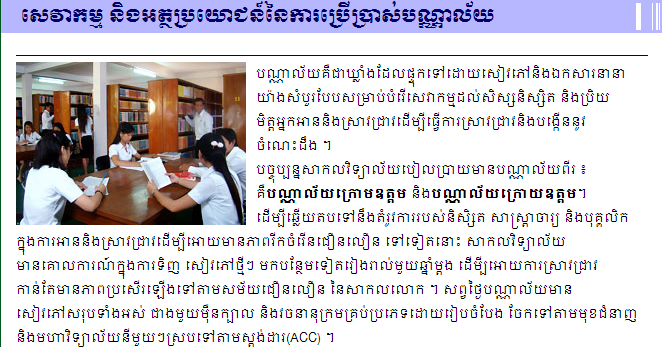 សេវាកម្ម និងអត្ថប្រយោជន៍នៃការប្រើប្រាស់បណ្ណាល័យ
បណ្ណាល័យគឺជាឃ្លាំងដែលផ្ទុកទៅដោយសៀវភៅនិងឯកសារនានា
យ៉ាងសំបូរបែបសម្រាប់បំរើសេវាកម្មដល់សិស្សនិស្សិត និងប្រិយ
មិត្តអ្នកអាននិងស្រាវជ្រាវដើម្បីធ្វើការស្រាវជ្រាវនិងបង្កើននូវ
ចំណេះដឹង ។
បច្ចុប្បន្នសាកលវិទ្យាល័យបៀលប្រាយមានបណ្ណាល័យពីរ ៖
គឺបណ្ណាល័យក្រោមឧត្តម និងបណ្ណាល័យក្រោយឧត្តម។
ដើម្បីឆ្លើយតបទៅនឹងតំរូវការរបស់និសិ្សត សាស្ត្រាចារ្យ និងបុគ្គលិក
ក្នុងការអាននិងស្រាវជ្រាវដើម្បីអោយមានភាពរីកចំរើនជឿនលឿន ទៅទៀតនោះ សាកលវិទ្យាល័យ
មានគោលការណ៍ក្នុងការទិញ សៀវភៅថ្មីៗ មកបន្ថែមទៀតរៀងរាល់មួយឆ្នាំម្តង ដើម្បីអោយការស្រាវជ្រាវ
កាន់តែមានភាពប្រសើរឡើងទៅតាមសម័យជឿនលឿន នៃសាកលលោក ។ សព្វថ្ងៃបណ្ណាល័យមាន
សៀវភៅសរុបទាំងអស់ ជាងមួយម៉ឺនក្បាល និងវចនានុក្រមគ្រប់ប្រភេទដោយរៀបចំបែង ចែកទៅតាមមុខជំនាញ
និងមហាវិទ្យាល័យនីមួយៗស្របទៅតាមស្តង់ដារ(ACC) ។